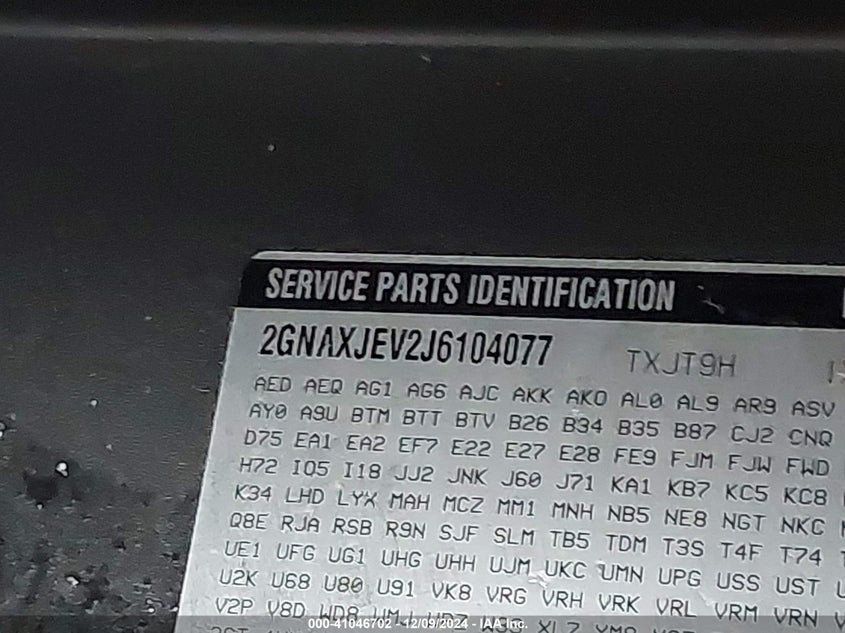 SERVICE PARTS IDENTIFICATION
2GNAXJEV2J6104077 TXJT9H
AED AEQ AG1 AG6 AJC AKK AKO AL0 AL9 AR9 ASV
AY0 A9U BTM BTT BTV B26 B34 B35 B87 CJ2 CNQ
D75 EA1 EA2 EF7 E22 E27 E28 FE9 FJM FJW FWD
H72 IO5 I18 JJ2 JNK J60 J71 KA1 KB7 KC5 KC8
K34 LHD LYX MAH MCZ MM1 MNH NB5 NE8 NGT NKC
Q8E RJA RSB R9N SJF SLM TB5 TDM T3S T4F T74
UE1 UFG UG1 UHG UHH UJM UKC UMN UPG USS UST
U2K U68 U80 U91 VK8 VRG VRH VRK VRL VRM VRN
V2P V8D WD8 WMJ
000-41046702 - 12/09/2024 - IAA Inc.